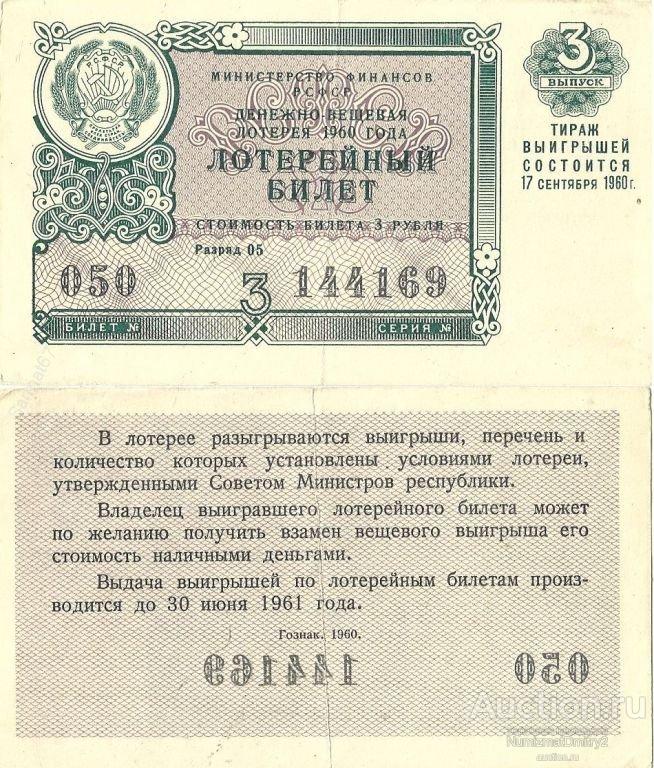 РСФСР
МИНИСТЕРСТВО ФИНАНСОВ
РСФСР
ДЕНЕЖНО-ВЕЩЕВАЯ
ЛОТЕРЕЯ 1960 ГОДА
ЛОТЕРЕЙНЫЙ
БИЛЕТ
СТОИМОСТЬ БИЛЕТА 3 РУБЛЯ
Разряд 05
050
3
144169
БИЛЕТ №
СЕРИЯ №
3
ВЫПУСК
ТИРАЖ
ВЫИГРЫШЕЙ
СОСТОИТСЯ
17 СЕНТЯБРЯ 1960 г.
В лотерее разыгрываются выигрыши, перечень и
количество которых установлены условиями лотереи,
утвержденными Советом Министров республики.
Владелец выигравшего лотерейного билета может
по желанию получить взамен вещевого выигрыша его
стоимость наличными деньгами.
Выдача выигрышей по лотерейным билетам произ-
водится до 30 июня 1961 года.
Гознак. 1960.
144169
050
Auction.ru
NumizmatDmitry2
auction.ru